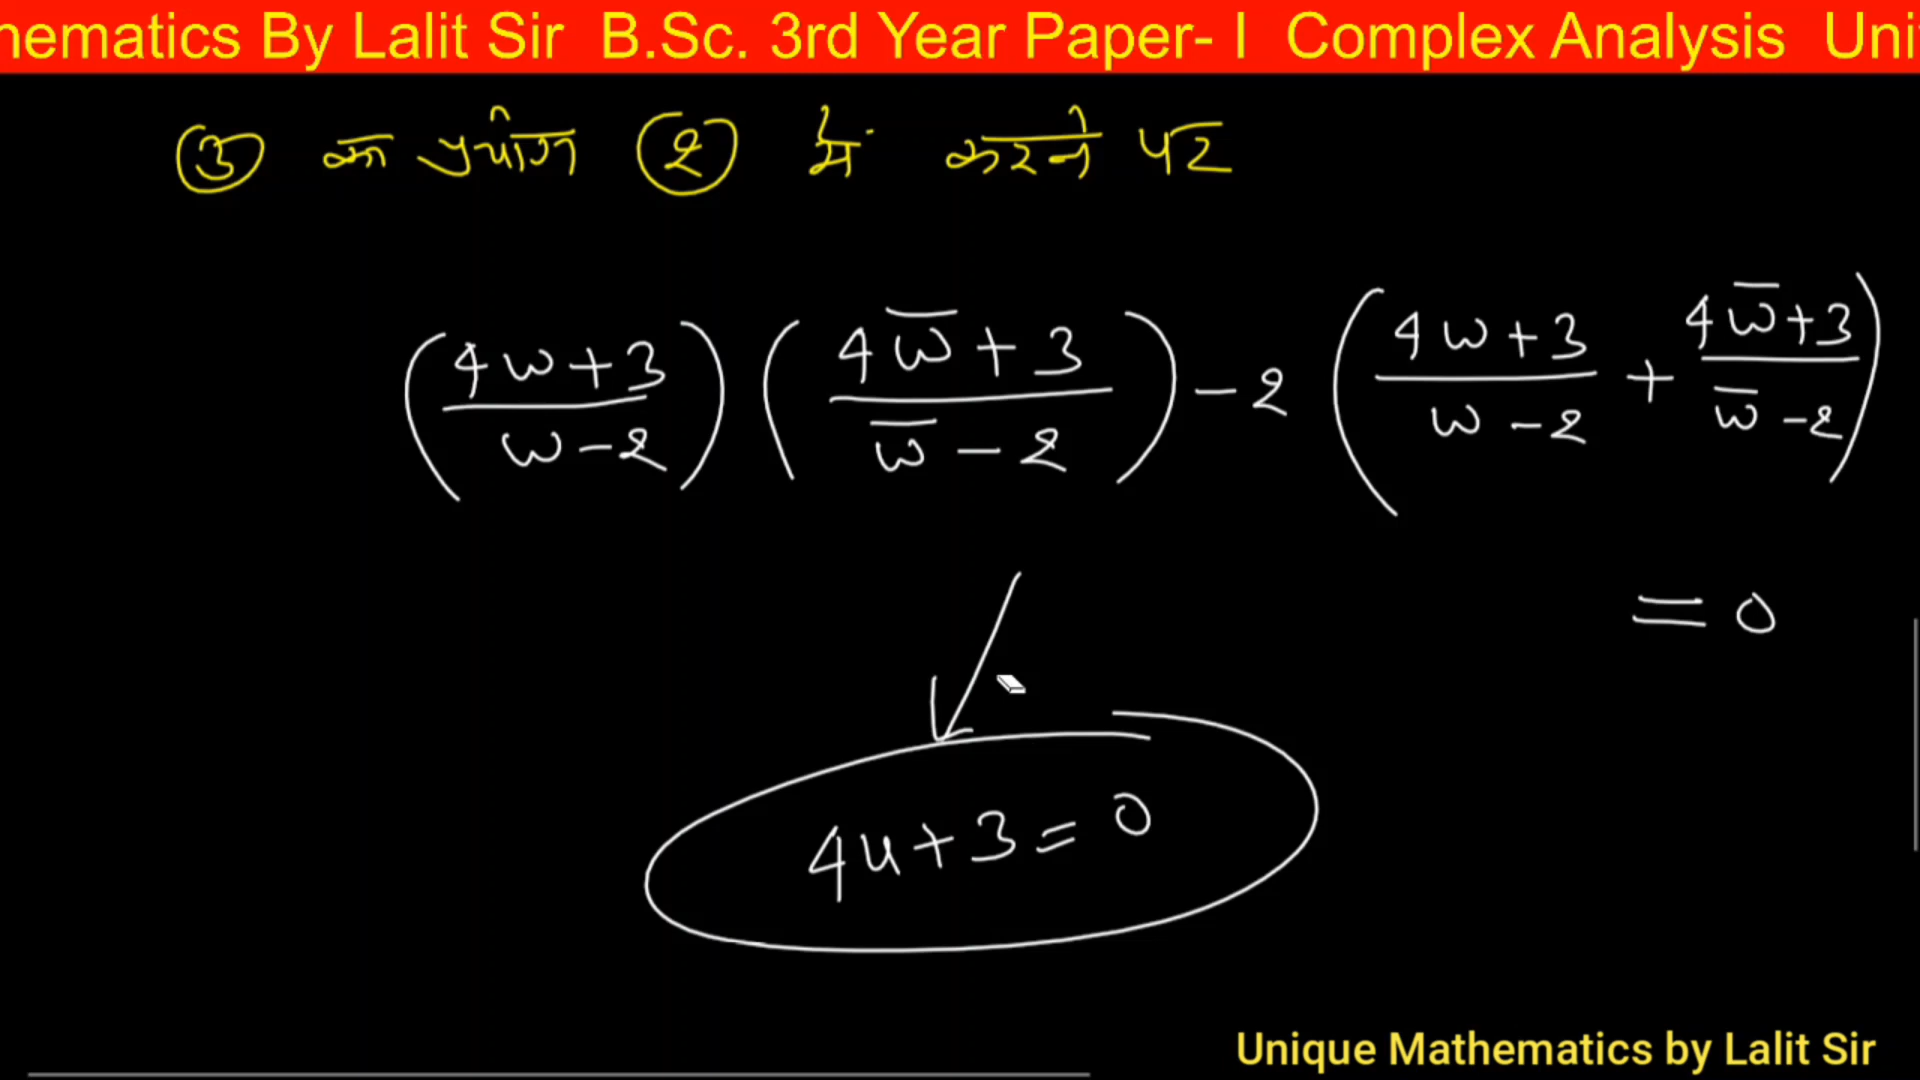 hematics By Lalit Sir B.Sc. 3rd Year Paper- I Complex Analysis Uni
③ का प्रयोग ② में करने पर
(4w+3 / w-2) (4w̅+3 / w̅-2) -2 (4w+3 / w-2 + 4w̅+3 / w̅-2)
= 0
4u+3=0
Unique Mathematics by Lalit Sir